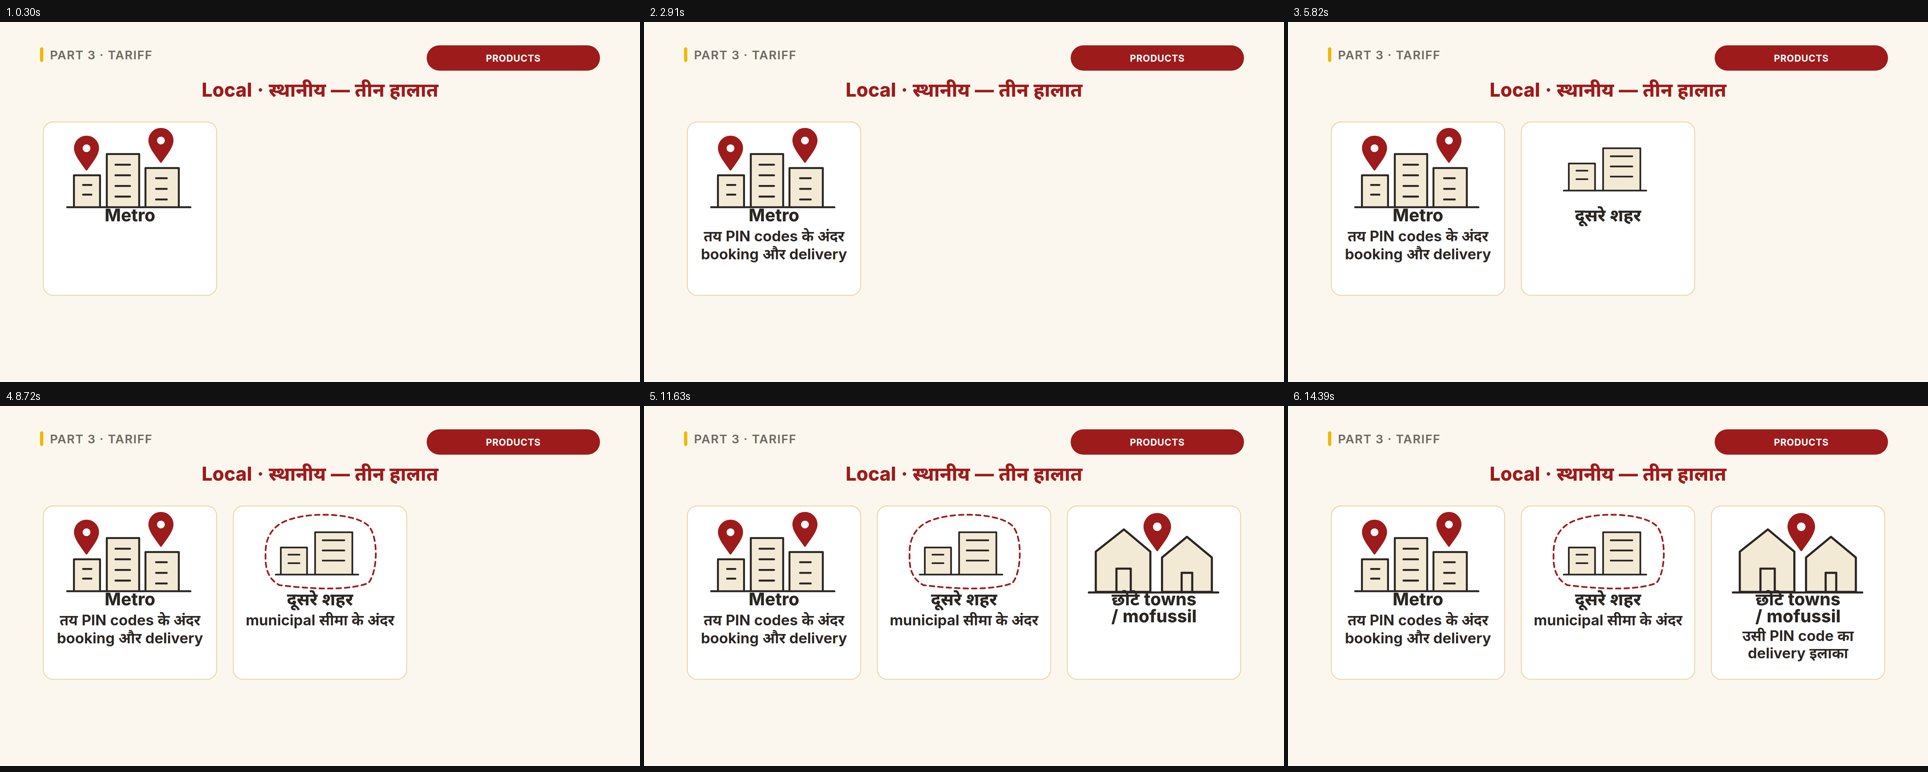 1. 0.30s
PART 3 · TARIFF
PRODUCTS
Local · स्थानीय — तीन हालात
Metro
2. 2.91s
PART 3 · TARIFF
PRODUCTS
Local · स्थानीय — तीन हालात
Metro
तय PIN codes के अंदर
booking और delivery
3. 5.82s
PART 3 · TARIFF
PRODUCTS
Local · स्थानीय — तीन हालात
Metro
तय PIN codes के अंदर
booking और delivery
दूसरे शहर
4. 8.72s
PART 3 · TARIFF
PRODUCTS
Local · स्थानीय — तीन हालात
Metro
तय PIN codes के अंदर
booking और delivery
दूसरे शहर
municipal सीमा के अंदर
5. 11.63s
PART 3 · TARIFF
PRODUCTS
Local · स्थानीय — तीन हालात
Metro
तय PIN codes के अंदर
booking और delivery
दूसरे शहर
municipal सीमा के अंदर
छोटे towns
/ mofussil
6. 14.39s
PART 3 · TARIFF
PRODUCTS
Local · स्थानीय — तीन हालात
Metro
तय PIN codes के अंदर
booking और delivery
दूसरे शहर
municipal सीमा के अंदर
छोटे towns
/ mofussil
उसी PIN code का
delivery इलाका